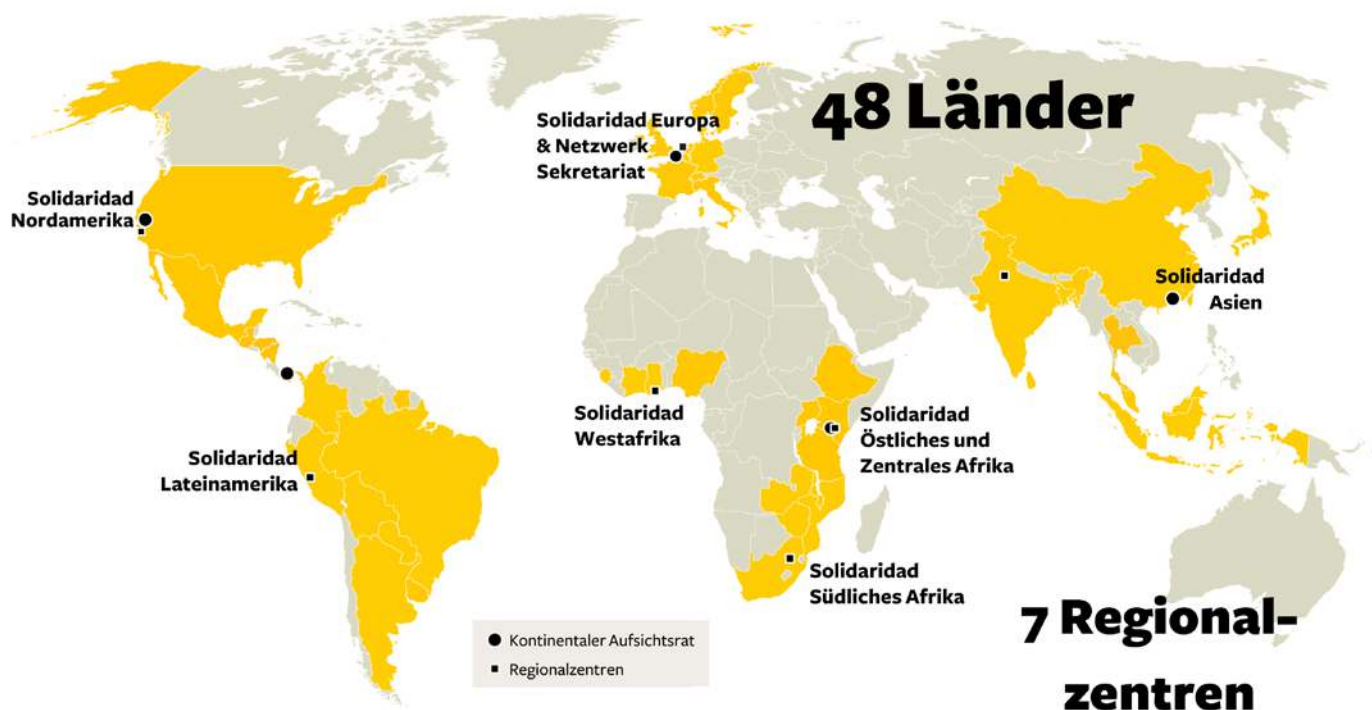 48 Länder
Solidaridad Europa
& Netzwerk
Sekretariat
Solidaridad
Nordamerika
Solidaridad
Asien
Solidaridad
Westafrika
Solidaridad
Östliches und
Zentrales Afrika
Solidaridad
Lateinamerika
Solidaridad
Südliches Afrika
Kontinentaler Aufsichtsrat
Regionalzentren
7 Regional-
zentren